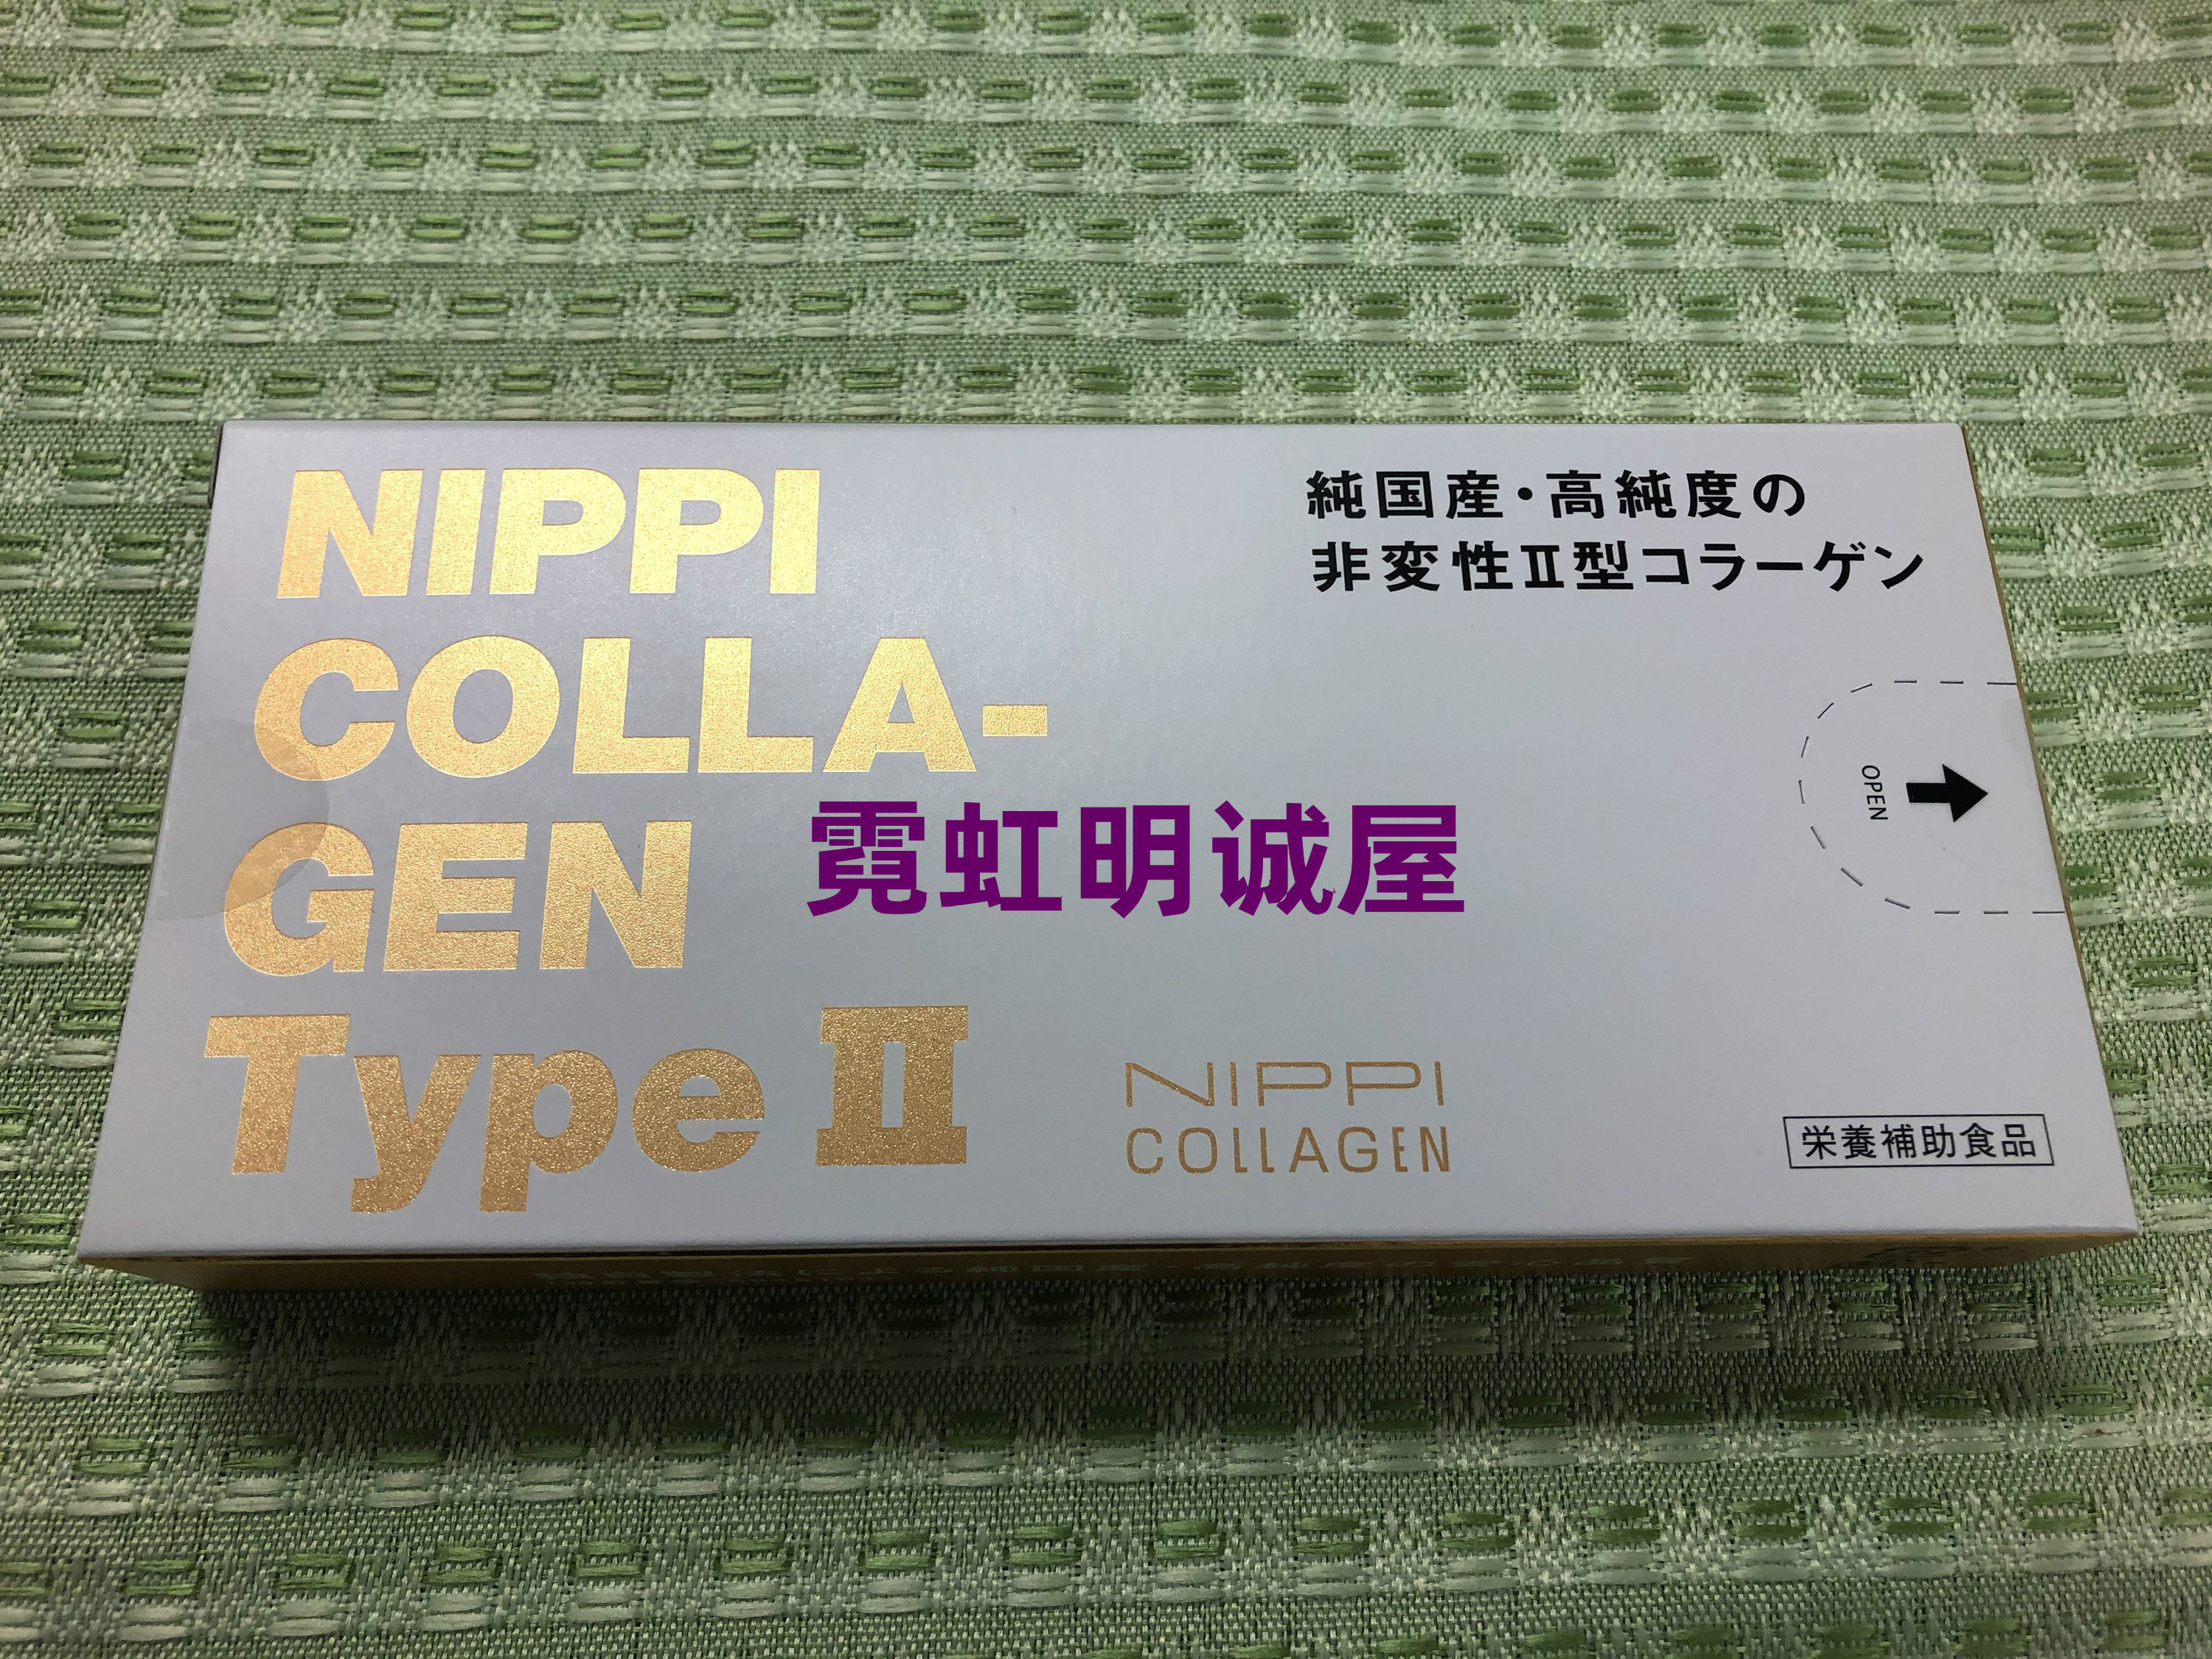 NIPPI
COLLA-
GEN
Type II
純国産・高純度の
非変性Ⅱ型コラーゲン
OPEN
霓虹明诚屋
NIPPI
COLLAGEN
栄養補助食品